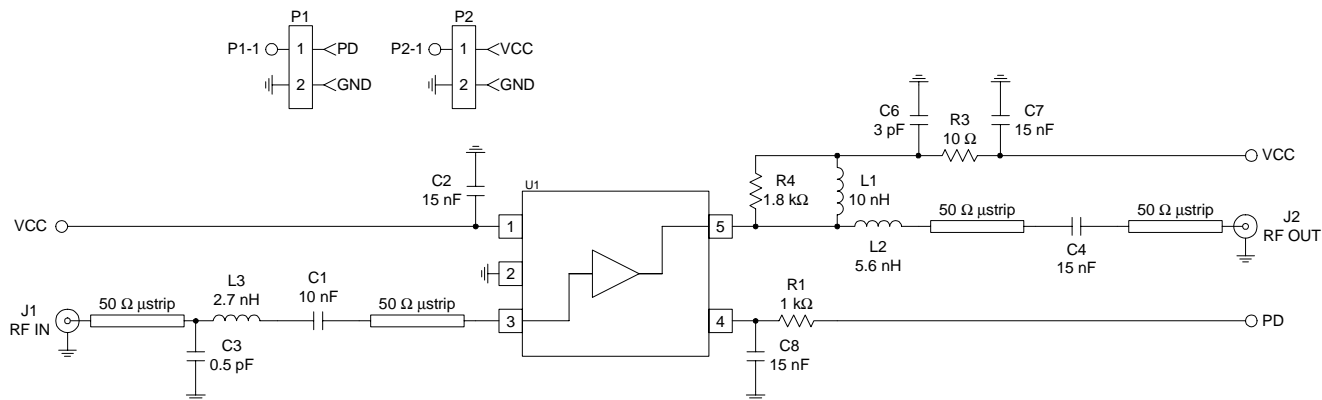 P1
P1-1
1
PD
2
GND
P2
P2-1
1
VCC
2
GND
C6
3 pF
R3
10 Ω
C7
15 nF
VCC
C2
15 nF
U1
R4
1.8 kΩ
L1
10 nH
VCC
1
5
L2
5.6 nH
50 Ω µstrip
C4
15 nF
50 Ω µstrip
J2
RF OUT
2
J1
RF IN
50 Ω µstrip
L3
2.7 nH
C1
10 nF
50 Ω µstrip
3
4
R1
1 kΩ
PD
C3
0.5 pF
C8
15 nF